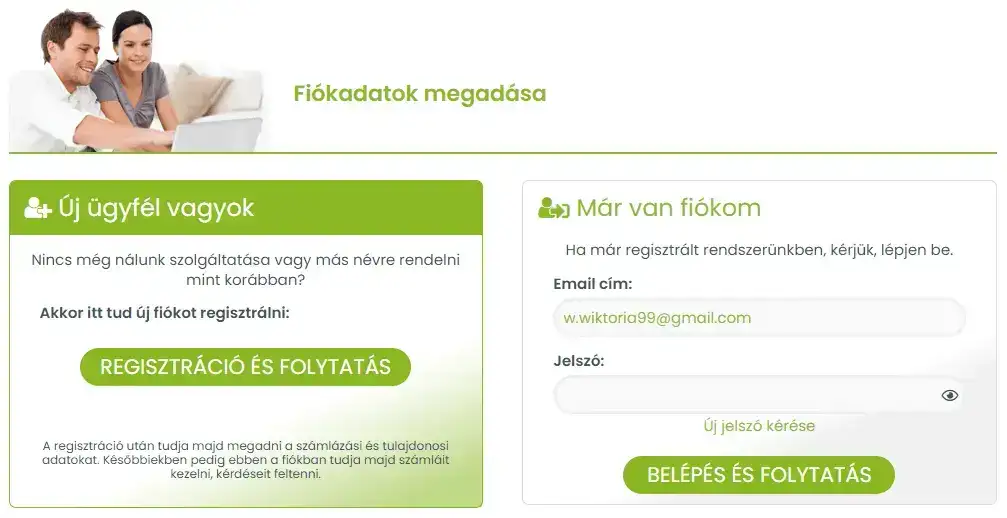 Fiókadatok megadása
Új ügyfél vagyok
Nincs még nálunk szolgáltatása vagy más névre rendelni
mint korábban?
Akkor itt tud új fiókot regisztrálni:
REGISZTRÁCIÓ ÉS FOLYTATÁS
A regisztráció után tudja majd megadni a számlázási és tulajdonosi
adatokat. Későbbiekben pedig ebben a fiókban tudja majd számláit
kezelni, kérdéseit feltenni.
Már van fiókom
Ha már regisztrált rendszerünkben, kérjük, lépjen be.
Email cím:
w.wiktoria99@gmail.com
Jelszó:
Új jelszó kérése
BELÉPÉS ÉS FOLYTATÁS